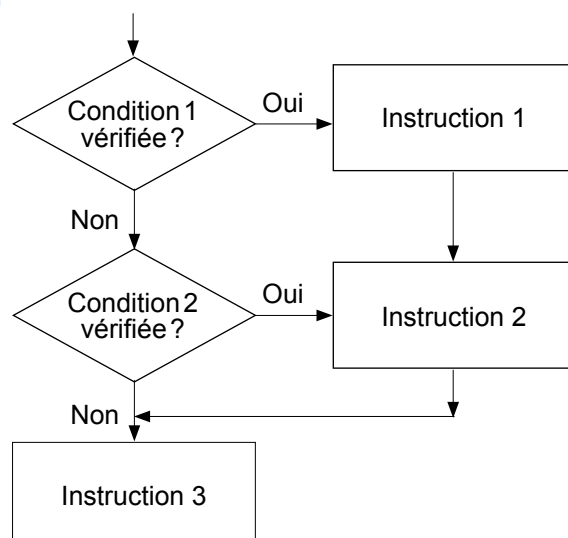 Condition 1
vérifiée ?
Oui
Instruction 1
Non
Condition 2
vérifiée ?
Oui
Instruction 2
Non
Instruction 3